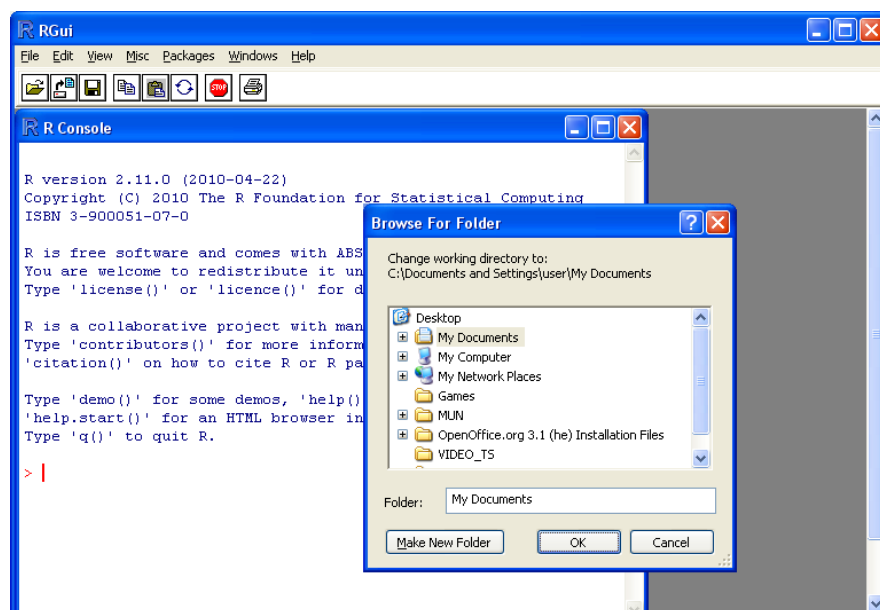 RGui
File Edit View Misc Packages Windows Help
STOP
R Console
R version 2.11.0 (2010-04-22)
Copyright (C) 2010 The R Foundation for Statistical Computing
ISBN 3-900051-07-0
R is free software and comes with ABS
You are welcome to redistribute it un
Type 'license()' or 'licence()' for d
R is a collaborative project with man
Type 'contributors()' for more inform
'citation()' on how to cite R or R pa
Type 'demo()' for some demos, 'help()
'help.start()' for an HTML browser in
Type 'q()' to quit R.
>
Browse For Folder
Change working directory to:
C:\Documents and Settings\user\My Documents
Desktop
My Documents
My Computer
My Network Places
Games
MUN
OpenOffice.org 3.1 (he) Installation Files
VIDEO_TS
Folder: My Documents
Make New Folder OK Cancel